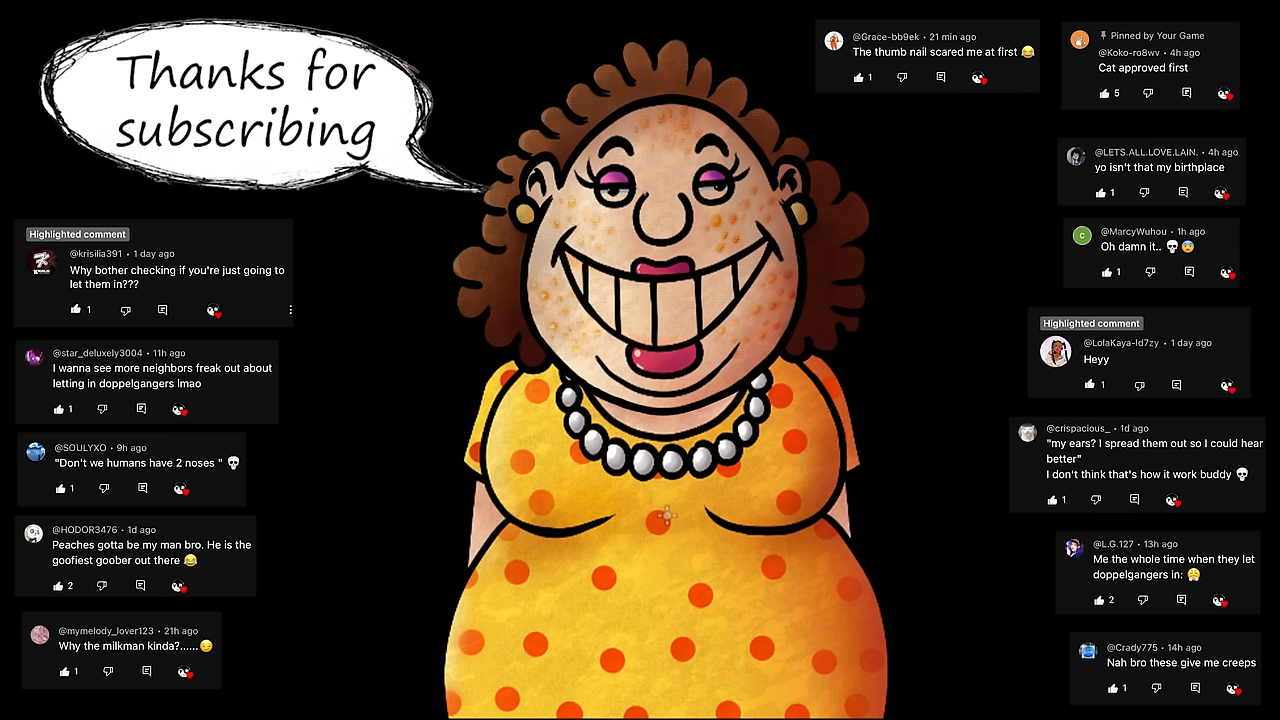 Thanks for
subscribing
Highlighted comment
@krisilia391 • 1 day ago
Why bother checking if you're just going to
let them in???
1
@star_deluxely3004 • 11h ago
I wanna see more neighbors freak out about
letting in doppelgangers lmao
1
@SOULYXO • 9h ago
"Don't we humans have 2 noses " 💀
1
@HODOR3476 • 1d ago
Peaches gotta be my man bro. He is the
goofiest goober out there 😂
2
@mymelody_lover123 • 21h ago
Why the milkman kinda?......😏
1
@Grace-bb9ek • 21 min ago
The thumb nail scared me at first 😂
1
Pinned by Your Game
@Koko-ro8wv • 4h ago
Cat approved first
5
@LETS.ALL.LOVE.LAIN. • 4h ago
yo isn't that my birthplace
1
C
@MarcyWuhou • 1h ago
Oh damn it.. 💀😨
1
Highlighted comment
@LolaKaya-ld7zy • 1 day ago
Heyy
1
@crispacious_ • 1d ago
"my ears? I spread them out so I could hear
better"
I don't think that's how it work buddy 💀
1
@L.G.127 • 13h ago
Me the whole time when they let
doppelgangers in: 😤
2
@Crady775 • 14h ago
Nah bro these give me creeps
1